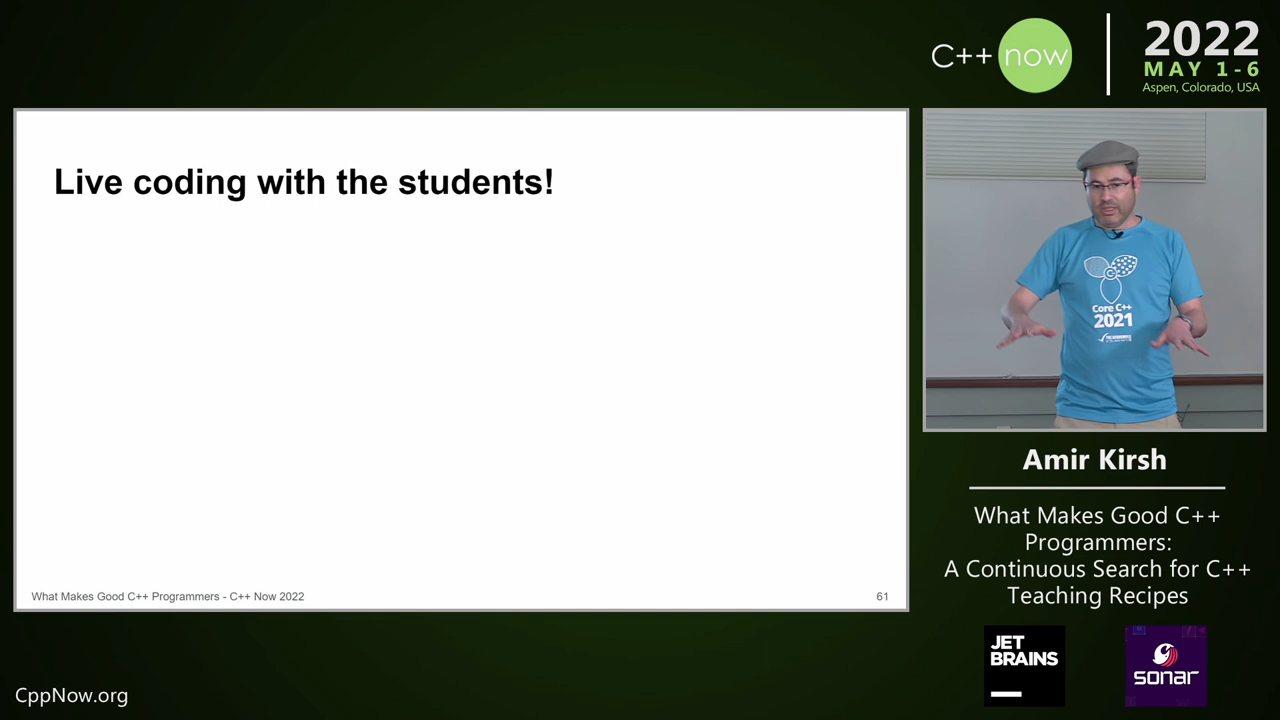 C++ now
2022
MAY 1-6
Aspen, Colorado, USA
Live coding with the students!
What Makes Good C++ Programmers - C++ Now 2022
61
Core C++
2021
Amir Kirsh
What Makes Good C++
Programmers:
A Continuous Search for C++
Teaching Recipes
JET
BRAINS
sonar
CppNow.org